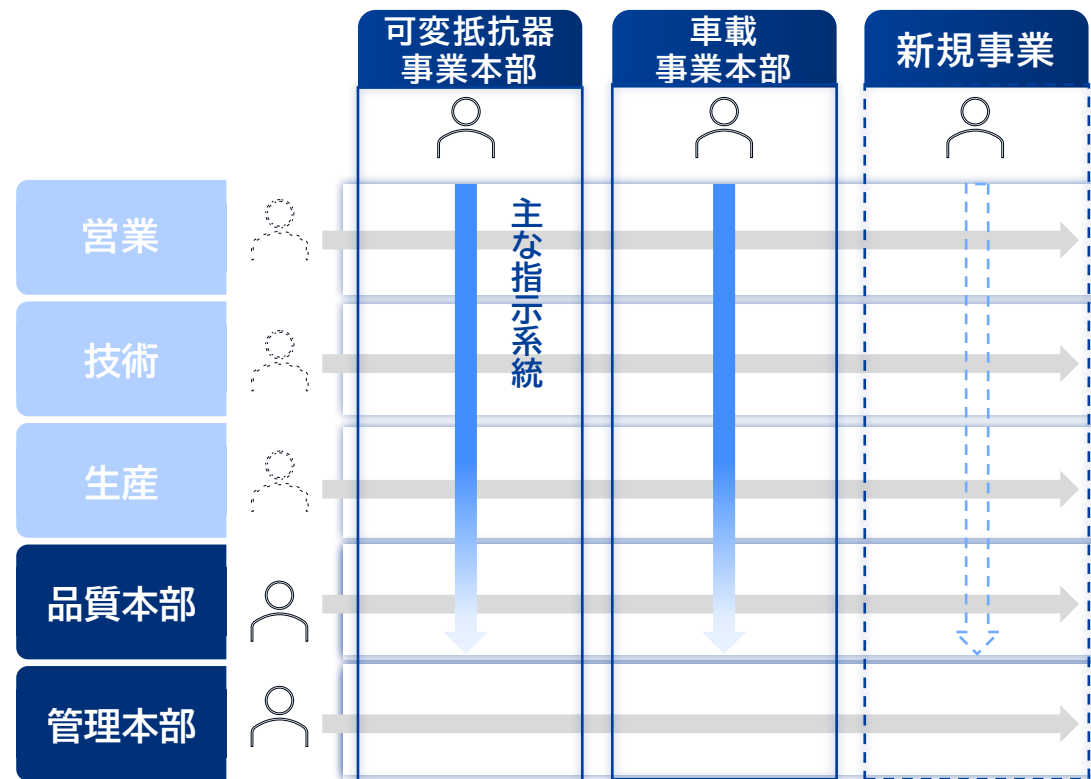 可変抵抗器
事業本部
車載
事業本部
新規事業
主な指示系統
営業
技術
生産
品質本部
管理本部